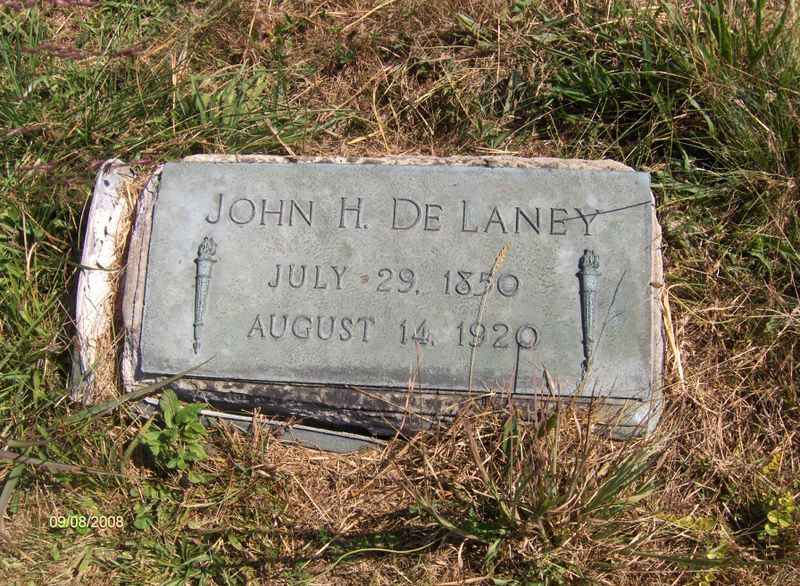 JOHN H. DE LANEY
JULY 29, 1850
AUGUST 14, 1920
09/08/2008